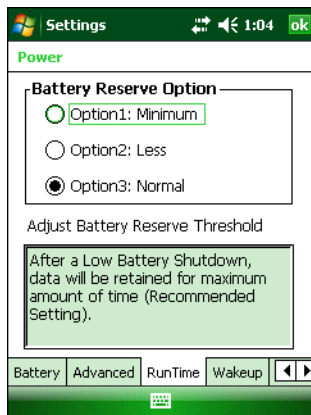 Settings 1:04 ok
Power
Battery Reserve Option
Option1: Minimum
Option2: Less
Option3: Normal
Adjust Battery Reserve Threshold
After a Low Battery Shutdown,
data will be retained for maximum
amount of time (Recommended
Setting).
Battery Advanced RunTime Wakeup